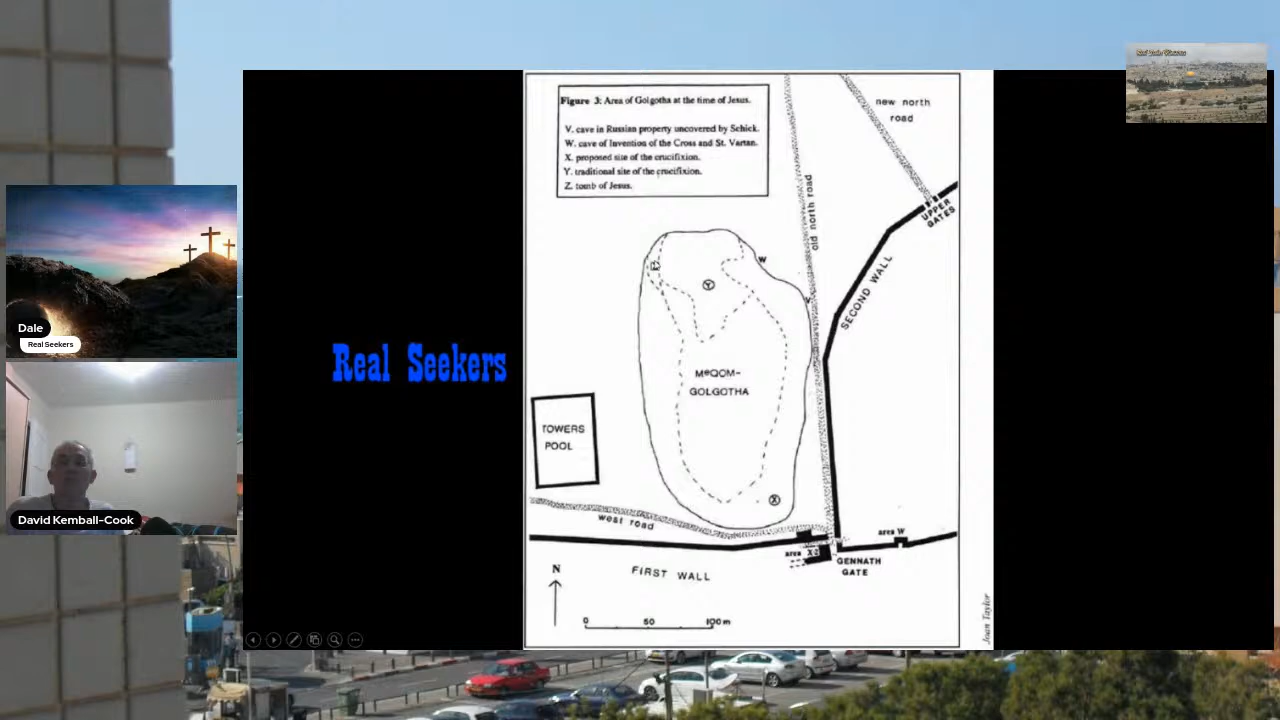 Real Seekers
Figure 3: Area of Golgotha at the time of Jesus.
V. cave in Russian property uncovered by Schick.
W. cave of Invention of the Cross and St. Vartan.
X. proposed site of the crucifixion.
Y. traditional site of the crucifixion.
Z. tomb of Jesus.
new north
road
old north road
UPPER
GATES
SECOND WALL
W
V
Y
MeQOM-
GOLGOTHA
TOWERS
POOL
X
west road
area W
area X-2
GENNATH
GATE
FIRST WALL
N
0 50 100 m
Joan Taylor
Dale
Real Seekers
David Kemball-Cook